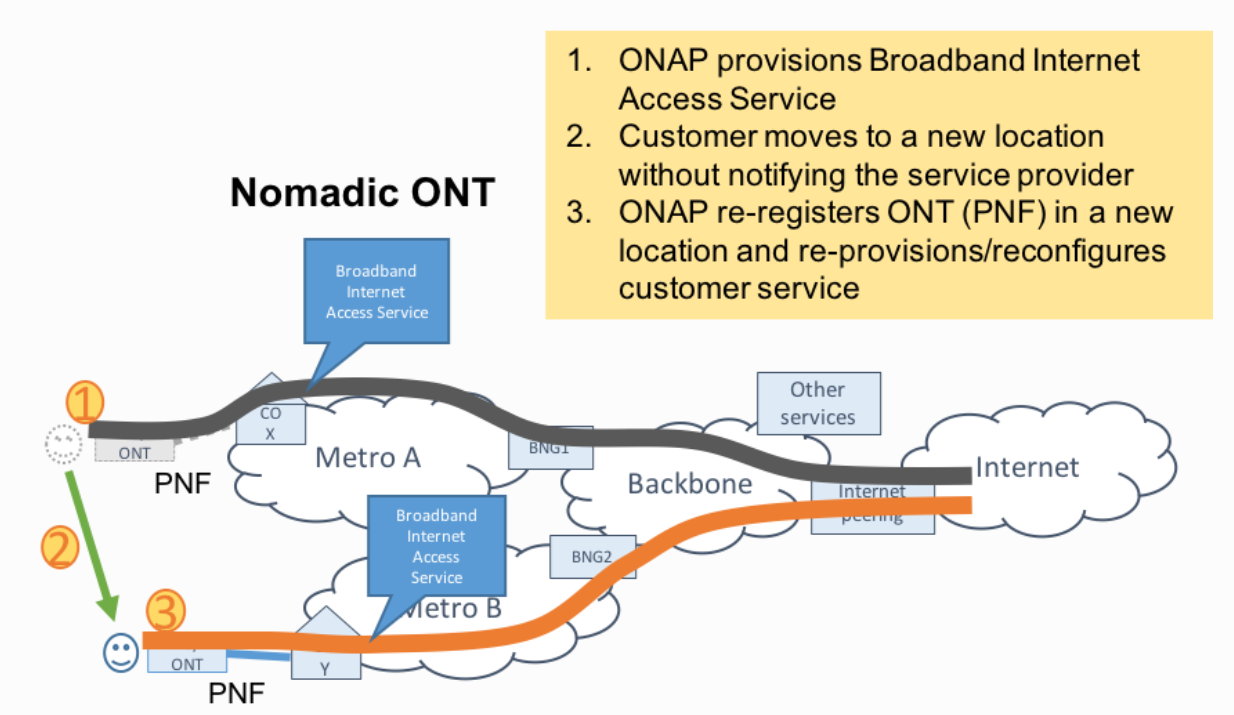 1. ONAP provisions Broadband Internet
Access Service
2. Customer moves to a new location
without notifying the service provider
3. ONAP re-registers ONT (PNF) in a new
location and re-provisions/reconfigures
customer service
Nomadic ONT
Broadband
Internet
Access Service
1
CO
X
ONT
PNF
Metro A
BNG1
Backbone
Other
services
Internet
Internet
peering
2
Broadband
Internet
Access
Service
BNG2
Metro B
3
ONT
Y
PNF